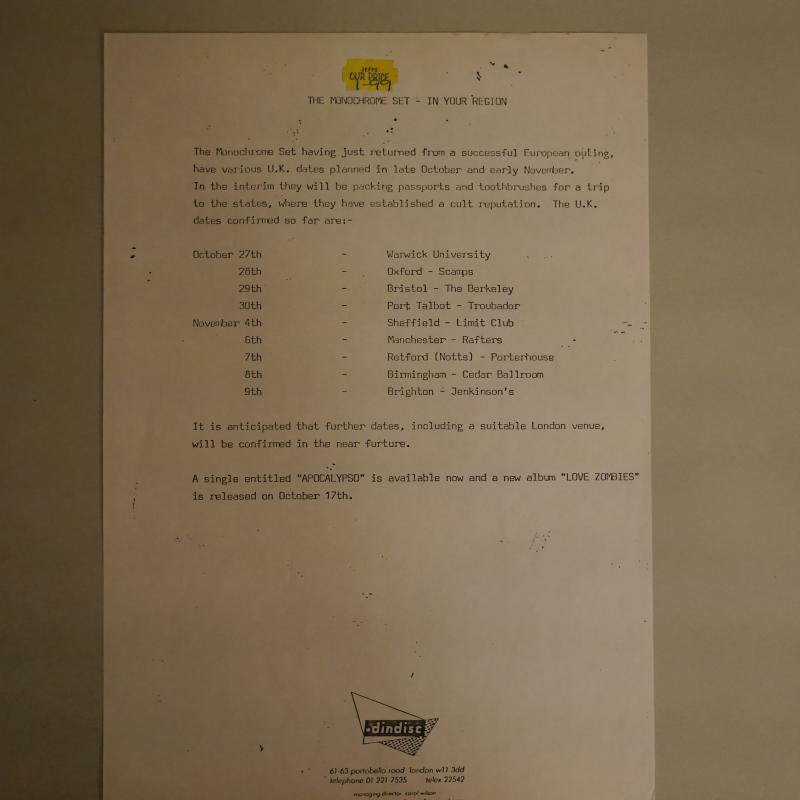 OUR PRICE
1-99
THE MONOCHROME SET - IN YOUR REGION
The Monochrome Set having just returned from a successful European outing,
have various U.K. dates planned in late October and early November.
In the interim they will be packing passports and toothbrushes for a trip
to the states, where they have established a cult reputation. The U.K.
dates confirmed so far are:-
October 27th - Warwick University
28th - Oxford - Scamps
29th - Bristol - The Berkeley
30th - Port Talbot - Troubador
November 4th - Sheffield - Limit Club
6th - Manchester - Rafters
7th - Retford (Notts) - Porterhouse
8th - Birmingham - Cedar Ballroom
9th - Brighton - Jenkinson's
It is anticipated that further dates, including a suitable London venue,
will be confirmed in the near furture.
A single entitled "APOCALYPSO" is available now and a new album "LOVE ZOMBIES"
is released on October 17th.
dindisc
61-63 portobello road london w11 3dd
telephone 01 221 7535 telex 22542
managing director carol wilson